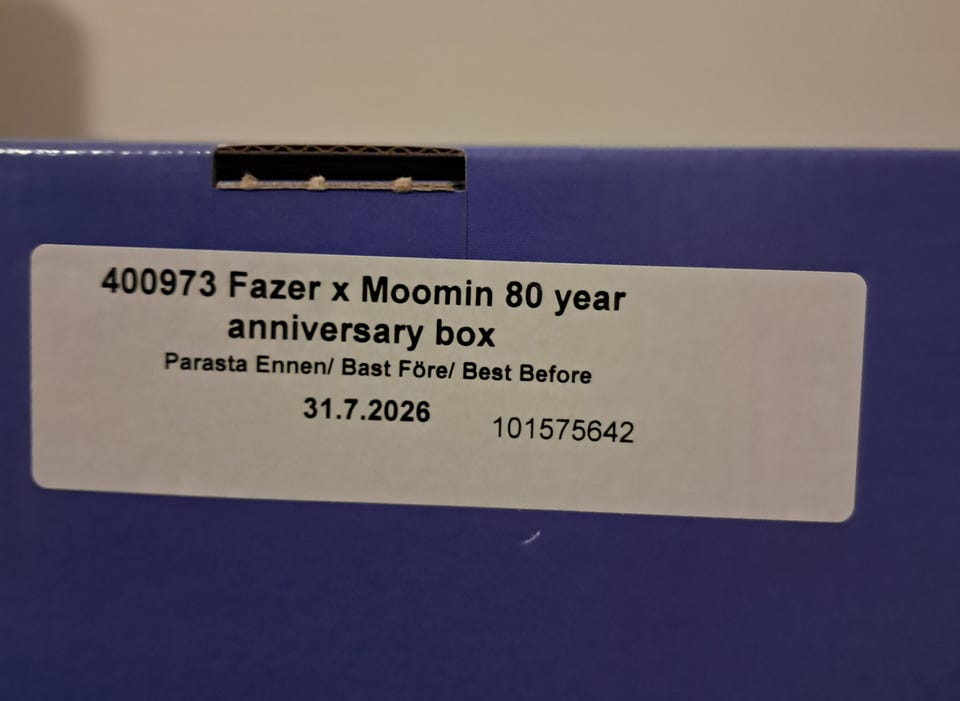 400973 Fazer x Moomin 80 year
anniversary box
Parasta Ennen/ Bast Före/ Best Before
31.7.2026 101575642